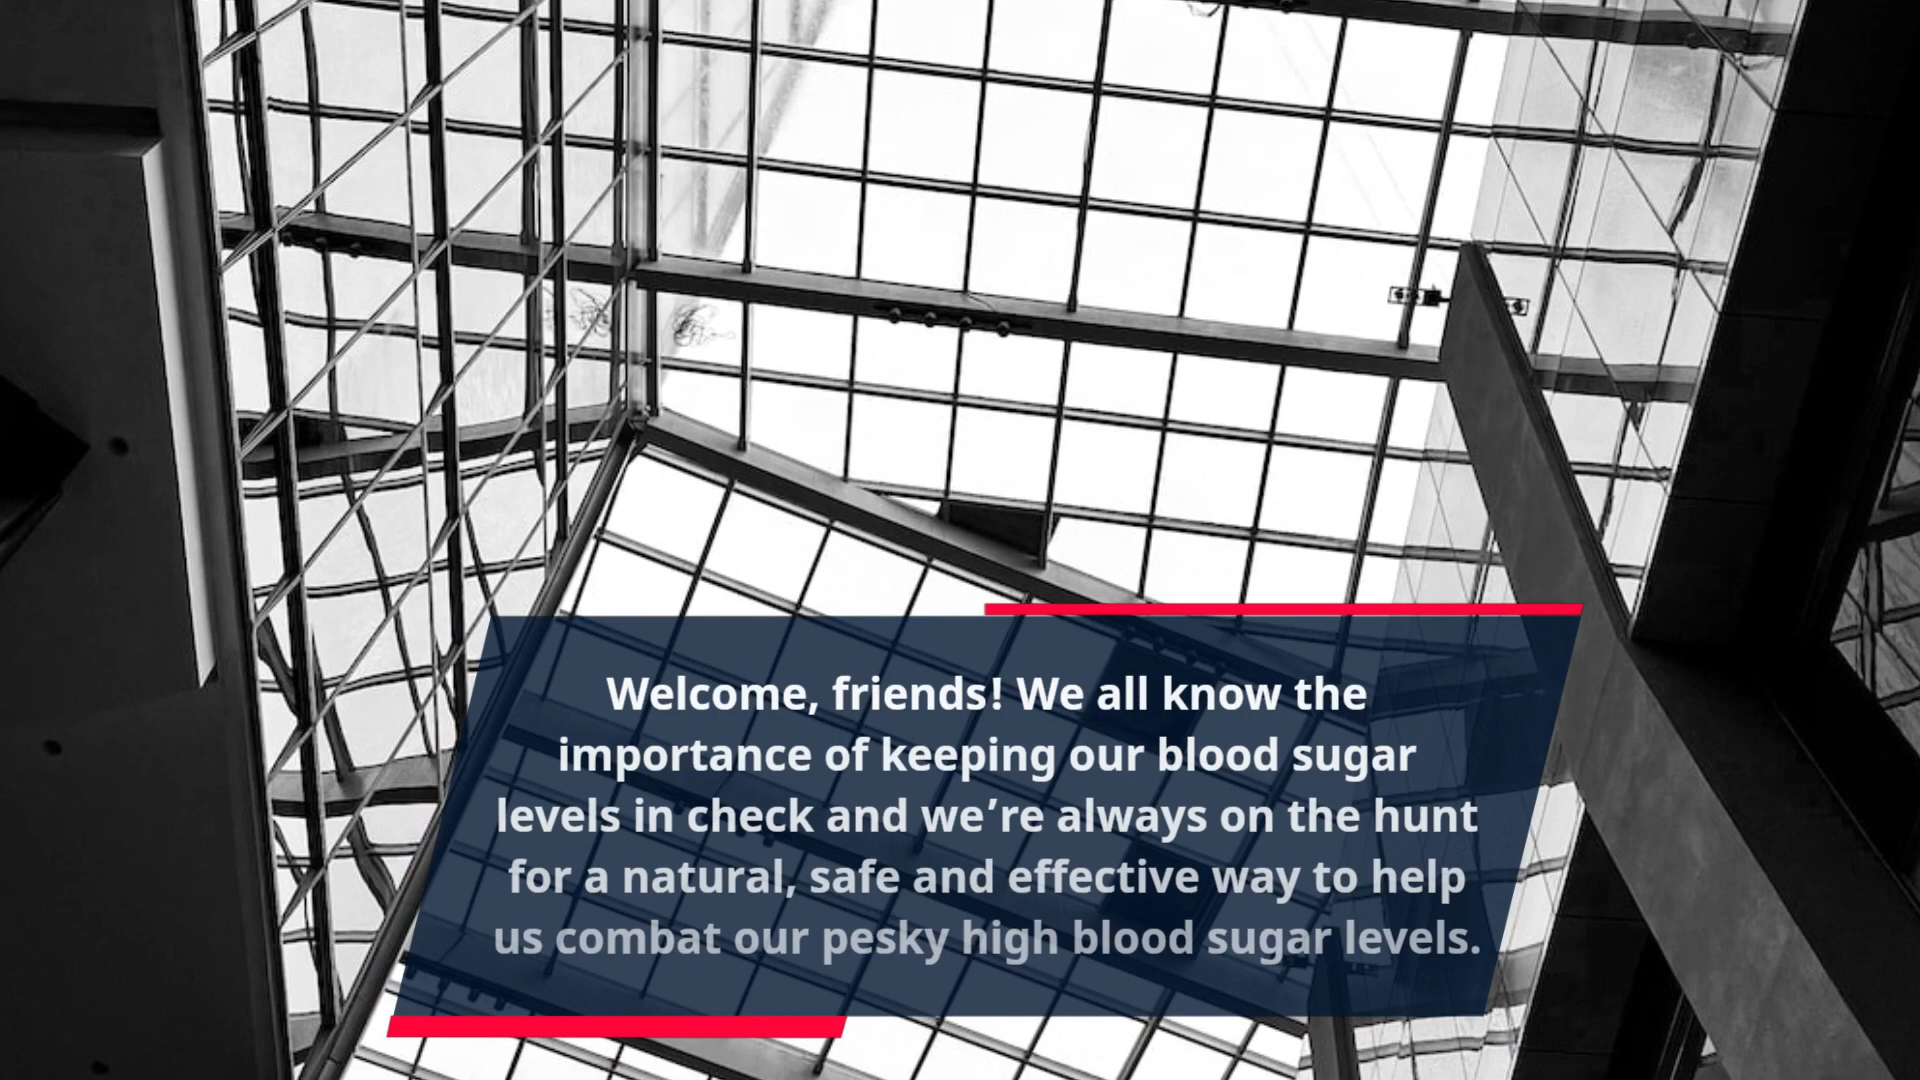 Welcome, friends! We all know the
importance of keeping our blood sugar
levels in check and we’re always on the hunt
for a natural, safe and effective way to help
us combat our pesky high blood sugar levels.